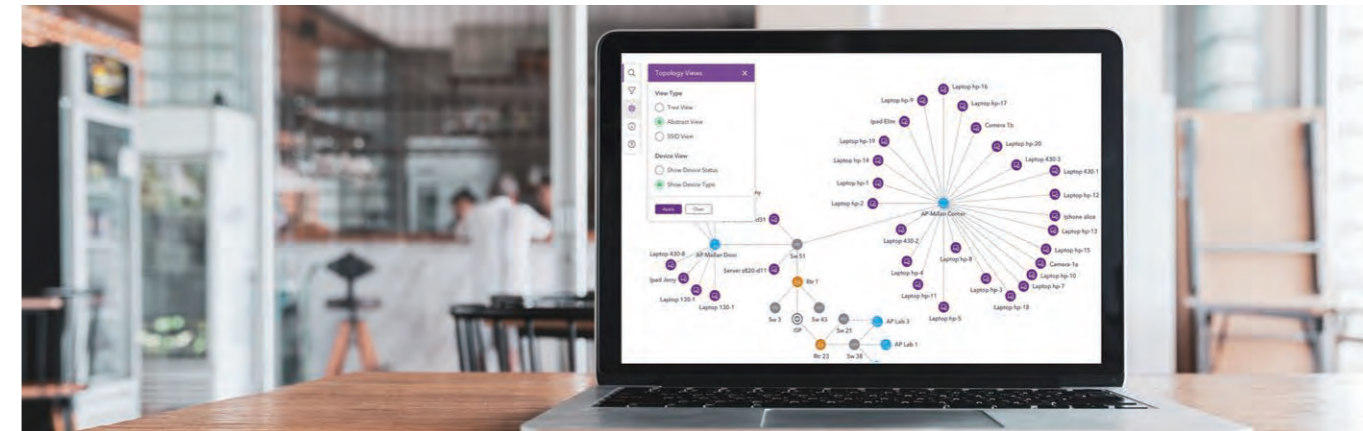 Topology Views
View Type
Tree View
Abstract View
SSID View
Device View
Show Device Status
Show Device Type
Apply
Clear
Laptop hp-16
Laptop hp-9
Laptop hp-17
Ipad Elite
Camera 1b
Laptop hp-19
Laptop hp-20
Laptop hp-14
Laptop 430-3
Laptop 430-1
Laptop hp-1
Laptop hp-12
Laptop hp-2
AP-Midan Corner
Iphone alice
Laptop hp-13
Laptop 430-2
Laptop hp-15
Laptop hp-8
Camera-1a
Laptop hp-4
Laptop hp-10
Laptop hp-3
Laptop hp-7
Laptop hp-11
Laptop hp-18
Laptop hp-5
ny
d31
Laptop 430-8
AP Midan Door
Sw 51
Server z820-d11
Ipad Jerry
Rtr 1
Laptop 130-1
Laptop 130-1
Sw 3
Sw 43
ISP
Sw 21
AP Lab 3
Rtr 23
Sw 38
AP Lab 1